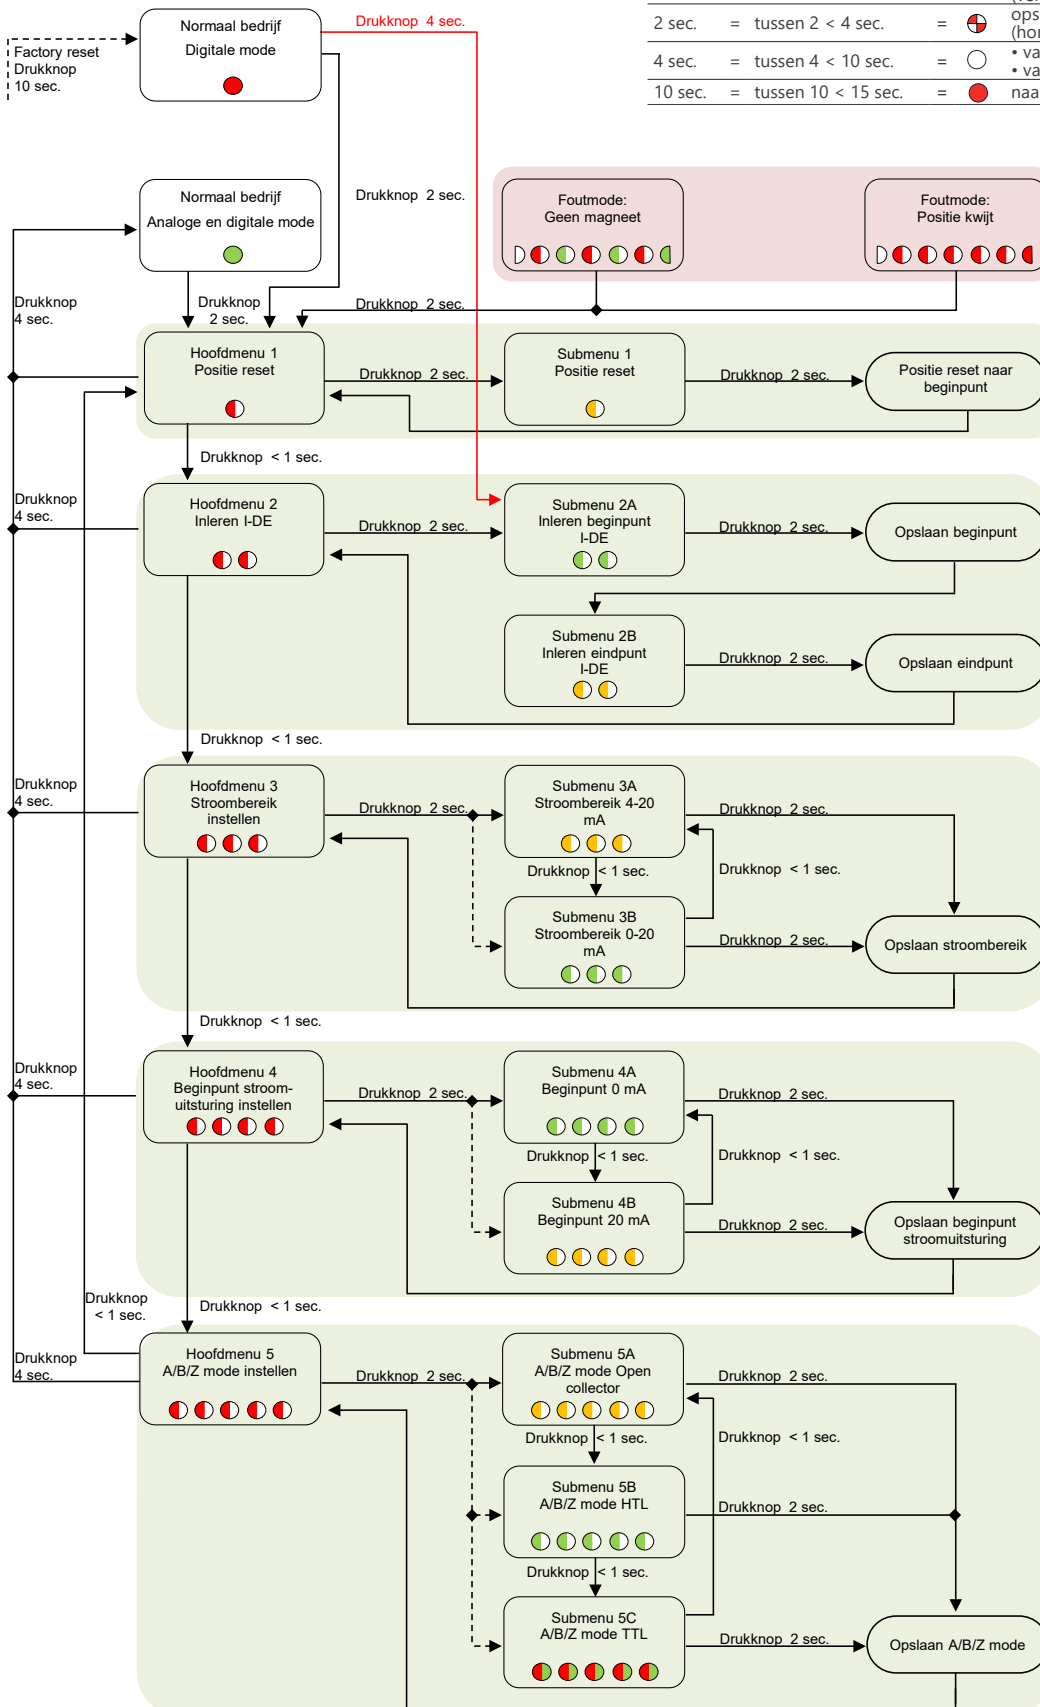 Normaal bedrijf
Digitale mode
Drukknop 4 sec.
Factory reset
Drukknop
10 sec.
2 sec. = tussen 2 < 4 sec. =
4 sec. = tussen 4 < 10 sec. =
10 sec. = tussen 10 < 15 sec. =
Normaal bedrijf
Analoge en digitale mode
Drukknop 2 sec.
Foutmode:
Geen magneet
Foutmode:
Positie kwijt
Drukknop
4 sec.
Drukknop
2 sec.
Drukknop 2 sec.
Hoofdmenu 1
Positie reset
Drukknop 2 sec.
Submenu 1
Positie reset
Drukknop 2 sec.
Positie reset naar
beginpunt
Drukknop < 1 sec.
Drukknop
4 sec.
Hoofdmenu 2
Inleren I-DE
Drukknop 2 sec.
Submenu 2A
Inleren beginpunt
I-DE
Drukknop 2 sec.
Opslaan beginpunt
Submenu 2B
Inleren eindpunt
I-DE
Drukknop 2 sec.
Opslaan eindpunt
Drukknop < 1 sec.
Drukknop
4 sec.
Hoofdmenu 3
Stroombereik
instellen
Drukknop 2 sec.
Submenu 3A
Stroombereik 4-20
mA
Drukknop 2 sec.
Drukknop < 1 sec.
Drukknop < 1 sec.
Submenu 3B
Stroombereik 0-20
mA
Drukknop 2 sec.
Opslaan stroombereik
Drukknop < 1 sec.
Drukknop
4 sec.
Hoofdmenu 4
Beginpunt stroom-
uitsturing instellen
Drukknop 2 sec.
Submenu 4A
Beginpunt 0 mA
Drukknop 2 sec.
Drukknop < 1 sec.
Drukknop < 1 sec.
Submenu 4B
Beginpunt 20 mA
Drukknop 2 sec.
Opslaan beginpunt
stroomuitsturing
Drukknop
< 1 sec.
Drukknop < 1 sec.
Drukknop
4 sec.
Hoofdmenu 5
A/B/Z mode instellen
Drukknop 2 sec.
Submenu 5A
A/B/Z mode Open
collector
Drukknop 2 sec.
Drukknop < 1 sec.
Drukknop < 1 sec.
Submenu 5B
A/B/Z mode HTL
Drukknop 2 sec.
Drukknop < 1 sec.
Submenu 5C
A/B/Z mode TTL
Drukknop 2 sec.
Opslaan A/B/Z mode